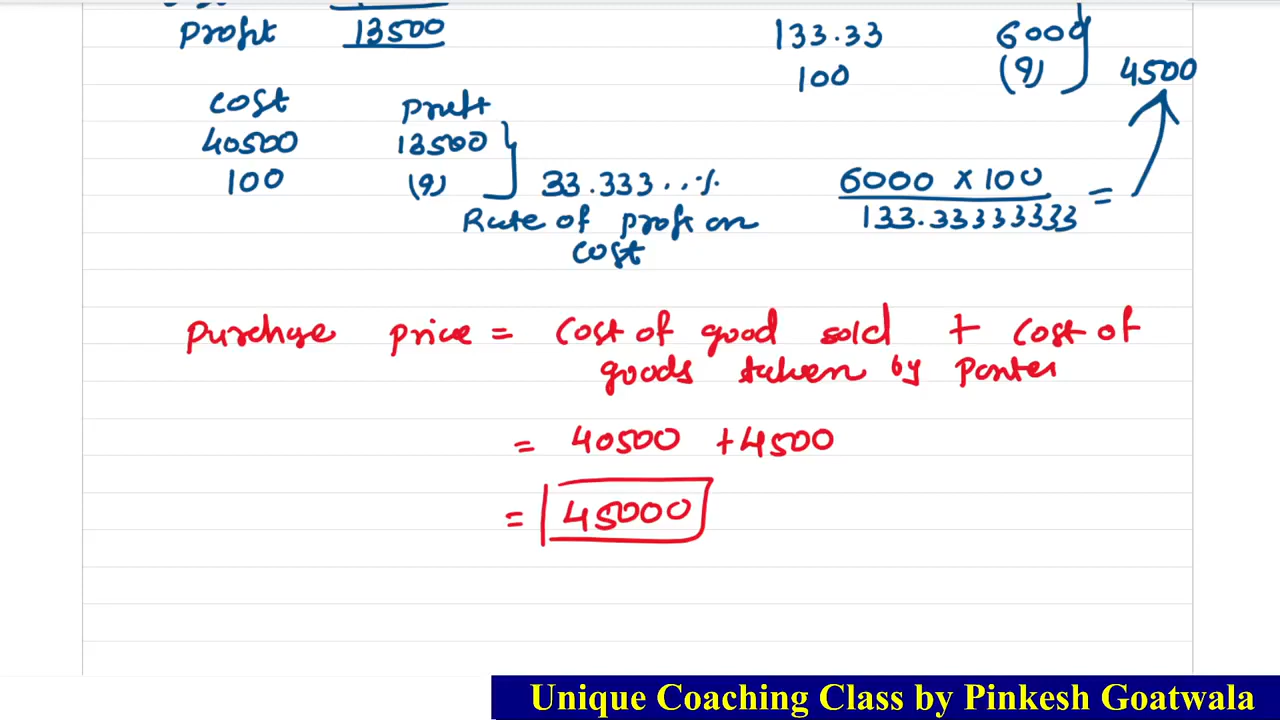 Profit 13500
133.33 6000
100 (?) 4500
Cost Profit
40500 13500
100 (?) 33.333..%
Rate of profit on
cost
6000 x 100 =
133.33333333
Purchase price = cost of good sold + cost of
goods taken by Partner
= 40500 + 4500
= 45000
Unique Coaching Class by Pinkesh Goatwala